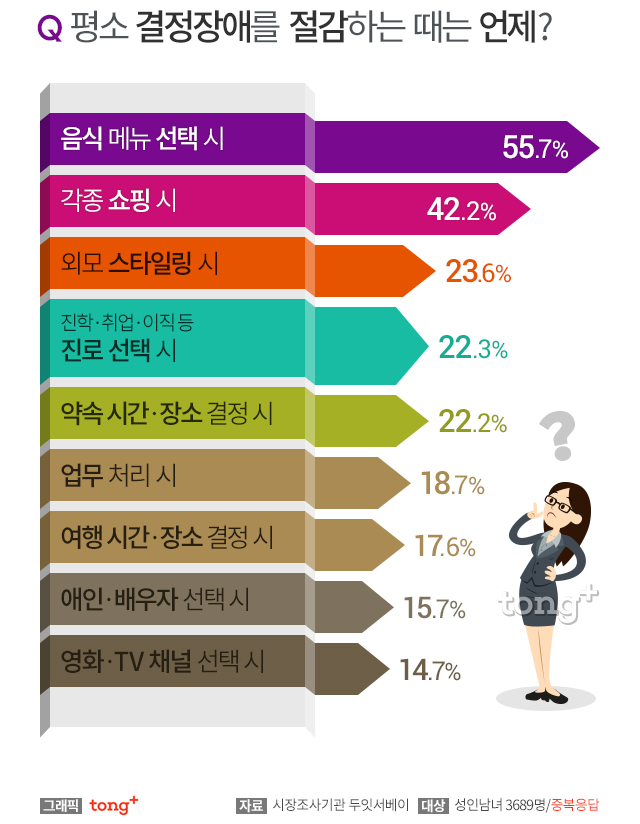 Q 평소 결정장애를 절감하는 때는 언제?
음식 메뉴 선택 시 55.7%
각종 쇼핑 시 42.2%
외모 스타일링 시 23.6%
진학·취업·이직 등
진로 선택 시 22.3%
약속 시간·장소 결정 시 22.2%
업무 처리 시 18.7%
여행 시간·장소 결정 시 17.6%
애인·배우자 선택 시 15.7%
영화·TV 채널 선택 시 14.7%
?
tong+
그래픽 tong+ 자료 시장조사기관 두잇서베이 대상 성인남녀 3689명/중복응답